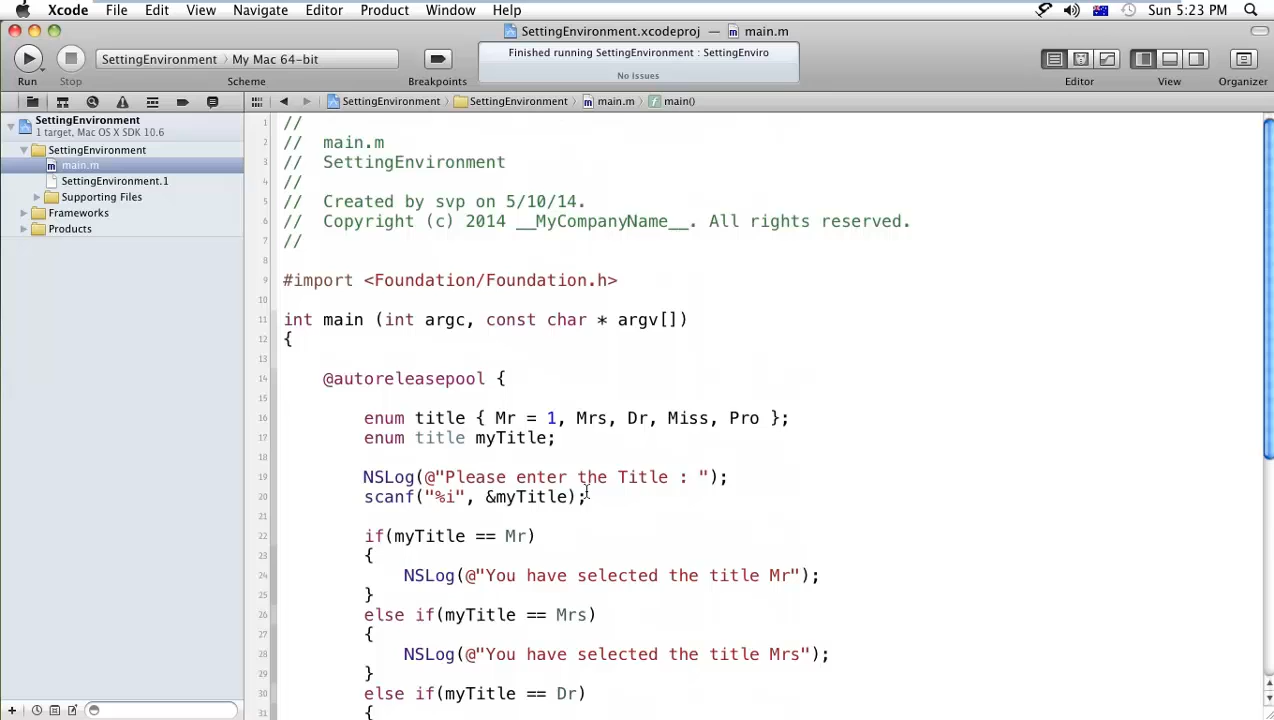 Xcode File Edit View Navigate Editor Product Window Help Sun 5:23 PM
SettingEnvironment.xcodeproj — main.m
SettingEnvironment My Mac 64-bit
Finished running SettingEnvironment : SettingEnviro
No Issues
Run Stop Scheme Breakpoints Editor View Organizer
SettingEnvironment SettingEnvironment main.m main()
SettingEnvironment
1 target, Mac OS X SDK 10.6
SettingEnvironment
main.m
SettingEnvironment.1
Supporting Files
Frameworks
Products
1 //
2 // main.m
3 // SettingEnvironment
4 //
5 // Created by svp on 5/10/14.
6 // Copyright (c) 2014 __MyCompanyName__. All rights reserved.
7 //
8
9 #import <Foundation/Foundation.h>
10
11 int main (int argc, const char * argv[])
12 {
13
14 @autoreleasepool {
15
16 enum title { Mr = 1, Mrs, Dr, Miss, Pro };
17 enum title myTitle;
18
19 NSLog(@"Please enter the Title : ");
20 scanf("%i", &myTitle);
21
22 if(myTitle == Mr)
23 {
24 NSLog(@"You have selected the title Mr");
25 }
26 else if(myTitle == Mrs)
27 {
28 NSLog(@"You have selected the title Mrs");
29 }
30 else if(myTitle == Dr)
31 {